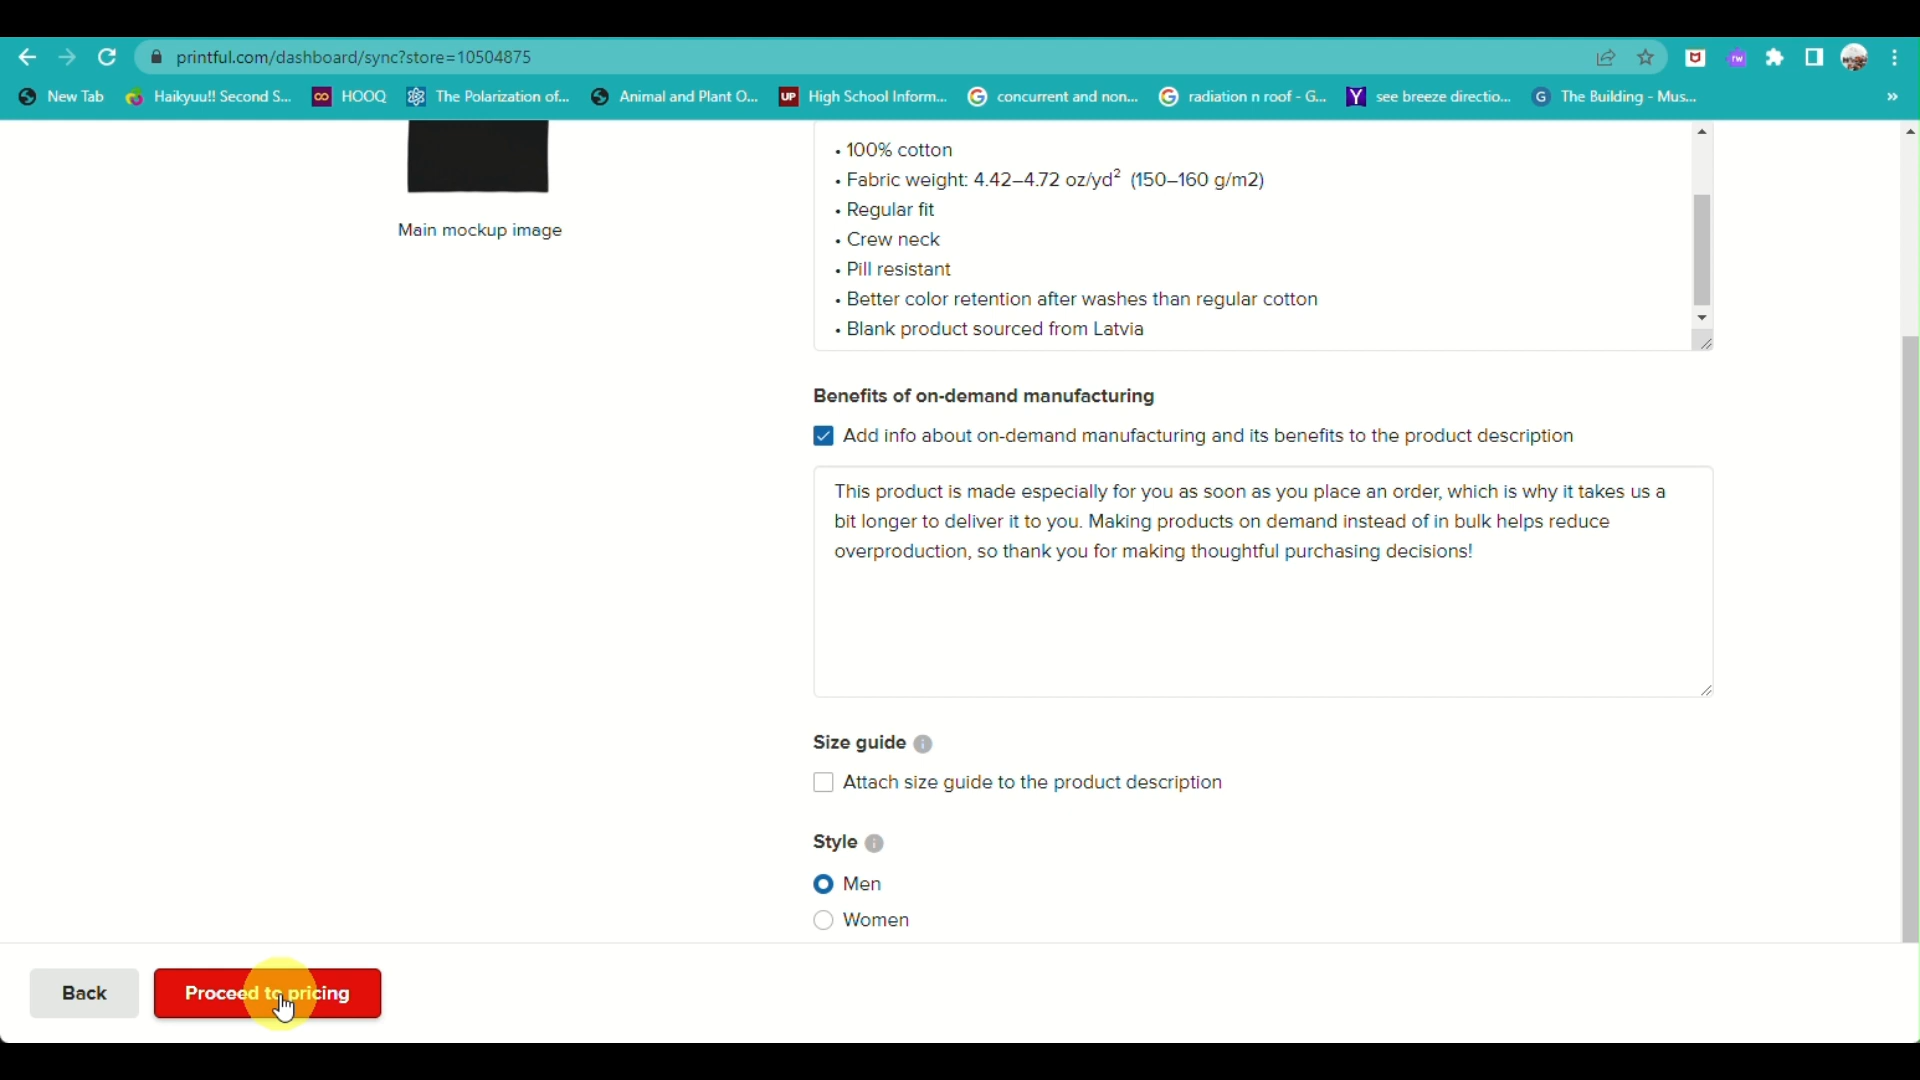 printful.com/dashboard/sync?store=10504875
New Tab
Haikyuu!! Second S...
HOOQ
The Polarization of...
Animal and Plant O...
UP
High School Inform...
concurrent and non...
radiation n roof - G...
see breeze directio...
The Building - Mus...
»
• 100% cotton
• Fabric weight: 4.42–4.72 oz/yd² (150–160 g/m2)
• Regular fit
• Crew neck
• Pill resistant
• Better color retention after washes than regular cotton
• Blank product sourced from Latvia
Main mockup image
Benefits of on-demand manufacturing
Add info about on-demand manufacturing and its benefits to the product description
This product is made especially for you as soon as you place an order, which is why it takes us a
bit longer to deliver it to you. Making products on demand instead of in bulk helps reduce
overproduction, so thank you for making thoughtful purchasing decisions!
Size guide
Attach size guide to the product description
Style
Men
Women
Back
Proceed to pricing